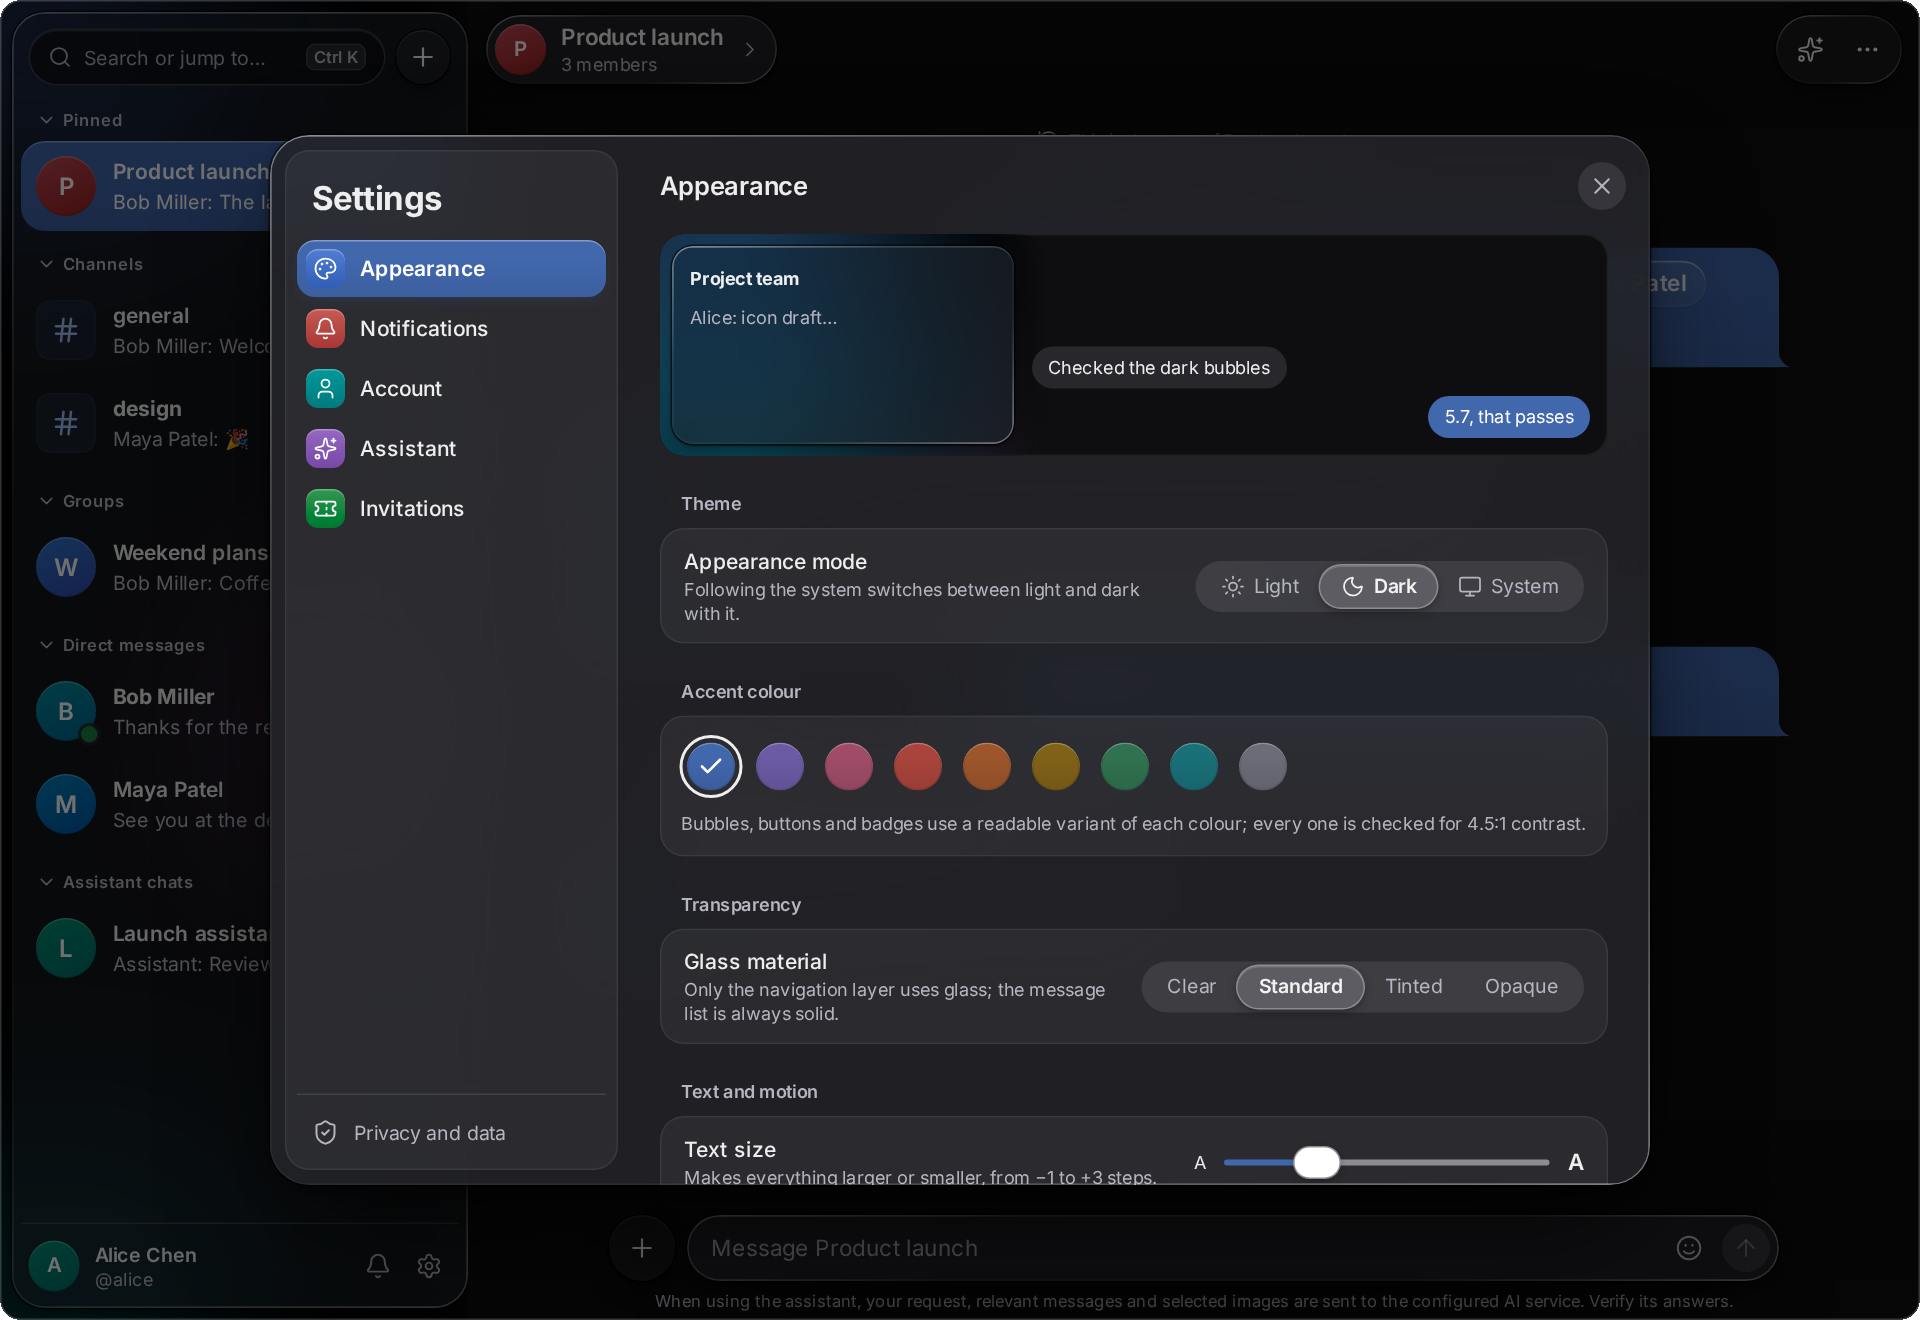 Search or jump to...
Ctrl K
Pinned
P
Product launch
Bob Miller: The
Channels
general
Bob Miller:
design
Maya Patel: 🎉
Groups
W
Weekend plans
Bob Miller:
Direct messages
B
Bob Miller
Thanks for the
M
Maya Patel
See you at the
Assistant chats
L
Launch
Assistant:
A
Alice Chen
@alice
P
Product launch
3 members
Settings
Appearance
Notifications
Account
Assistant
Invitations
Privacy and data
Appearance
Project team
Alice: icon draft...
Checked the dark bubbles
5.7, that passes
Theme
Appearance mode
Following the system switches between light and dark
with it.
Light
Dark
System
Accent colour
Bubbles, buttons and badges use a readable variant of each colour; every one is checked for 4.5:1 contrast.
Transparency
Glass material
Only the navigation layer uses glass; the message
list is always solid.
Clear
Standard
Tinted
Opaque
Text and motion
Text size
Makes everything larger or smaller, from −1 to +3 steps.
A
A
Message Product launch
When using the assistant, your request, relevant messages and selected images are sent to the configured AI service. Verify its answers.